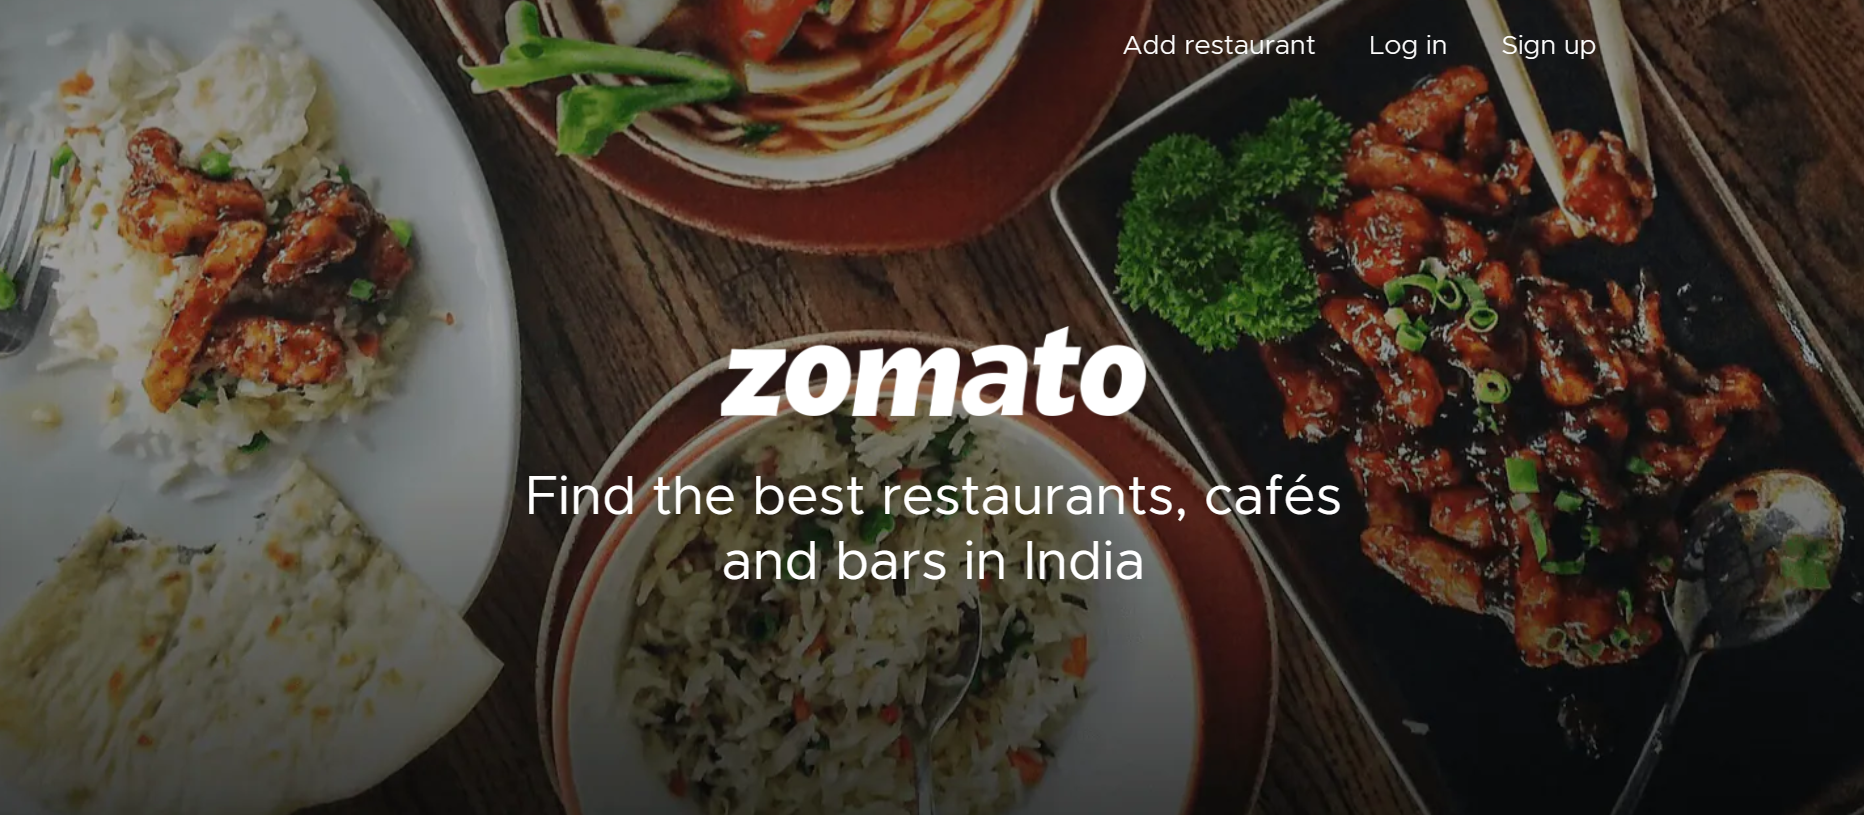 Add restaurant Log in Sign up
zomato
Find the best restaurants, cafés
and bars in India